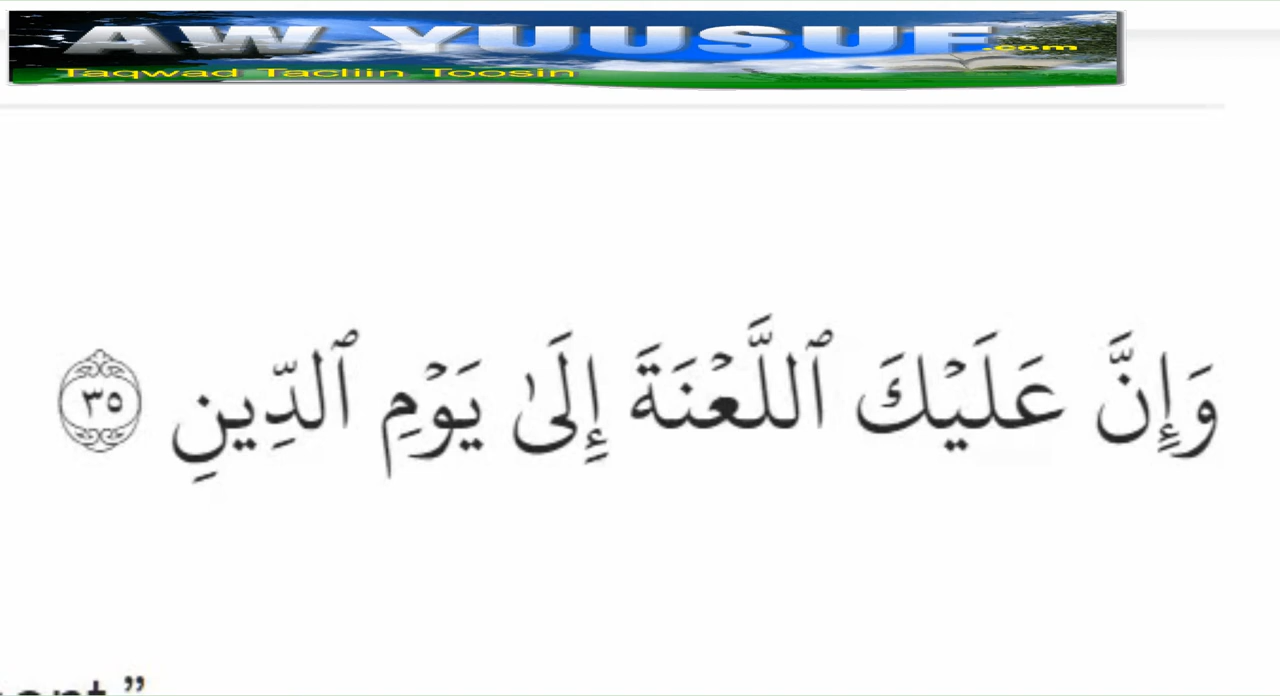 AW YUUSUF.com
Taqwad Tacliin Toosin
وَإِنَّ عَلَيْكَ ٱللَّعْنَةَ إِلَىٰ يَوْمِ ٱلدِّينِ ٣٥